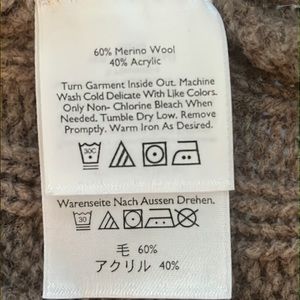 60% Merino Wool
40% Acrylic
Turn Garment Inside Out. Machine
Wash Cold Delicate With Like Colors.
Only Non- Chlorine Bleach When
Needed. Tumble Dry Low. Remove
Promptly. Warm Iron As Desired.
30C
Warenseite Nach Aussen Drehen.
30
毛 60%
アクリル 40%